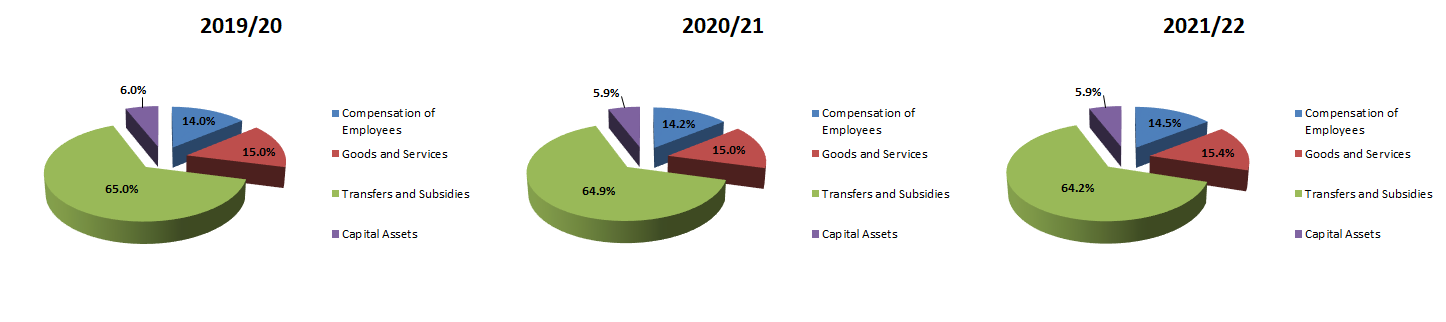 2019/20
6.0%
14.0%
15.0%
65.0%
Compensation of
Employees
Goods and Services
Transfers and Subsidies
Capital Assets
2020/21
5.9%
14.2%
15.0%
64.9%
Compensation of
Employees
Goods and Services
Transfers and Subsidies
Capital Assets
2021/22
5.9%
14.5%
15.4%
64.2%
Compensation of
Employees
Goods and Services
Transfers and Subsidies
Capital Assets